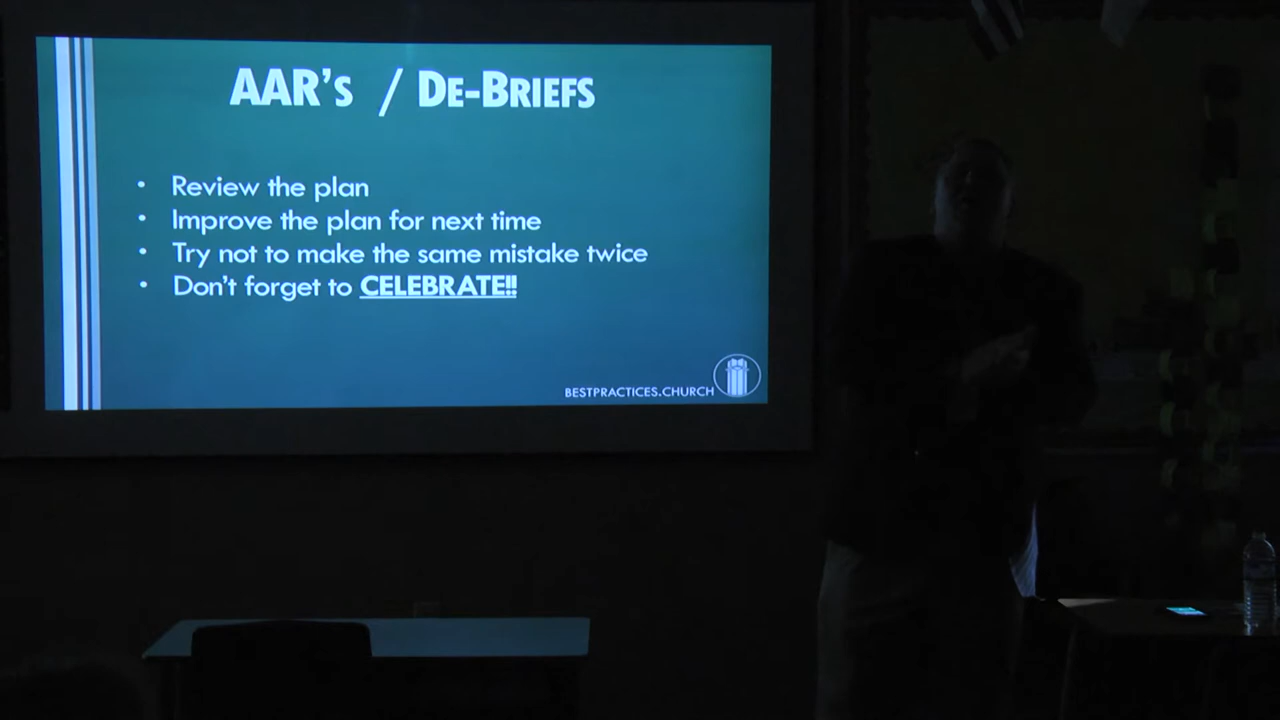 AAR's / De-Briefs
• Review the plan
• Improve the plan for next time
• Try not to make the same mistake twice
• Don't forget to CELEBRATE!!
BESTPRACTICES.CHURCH